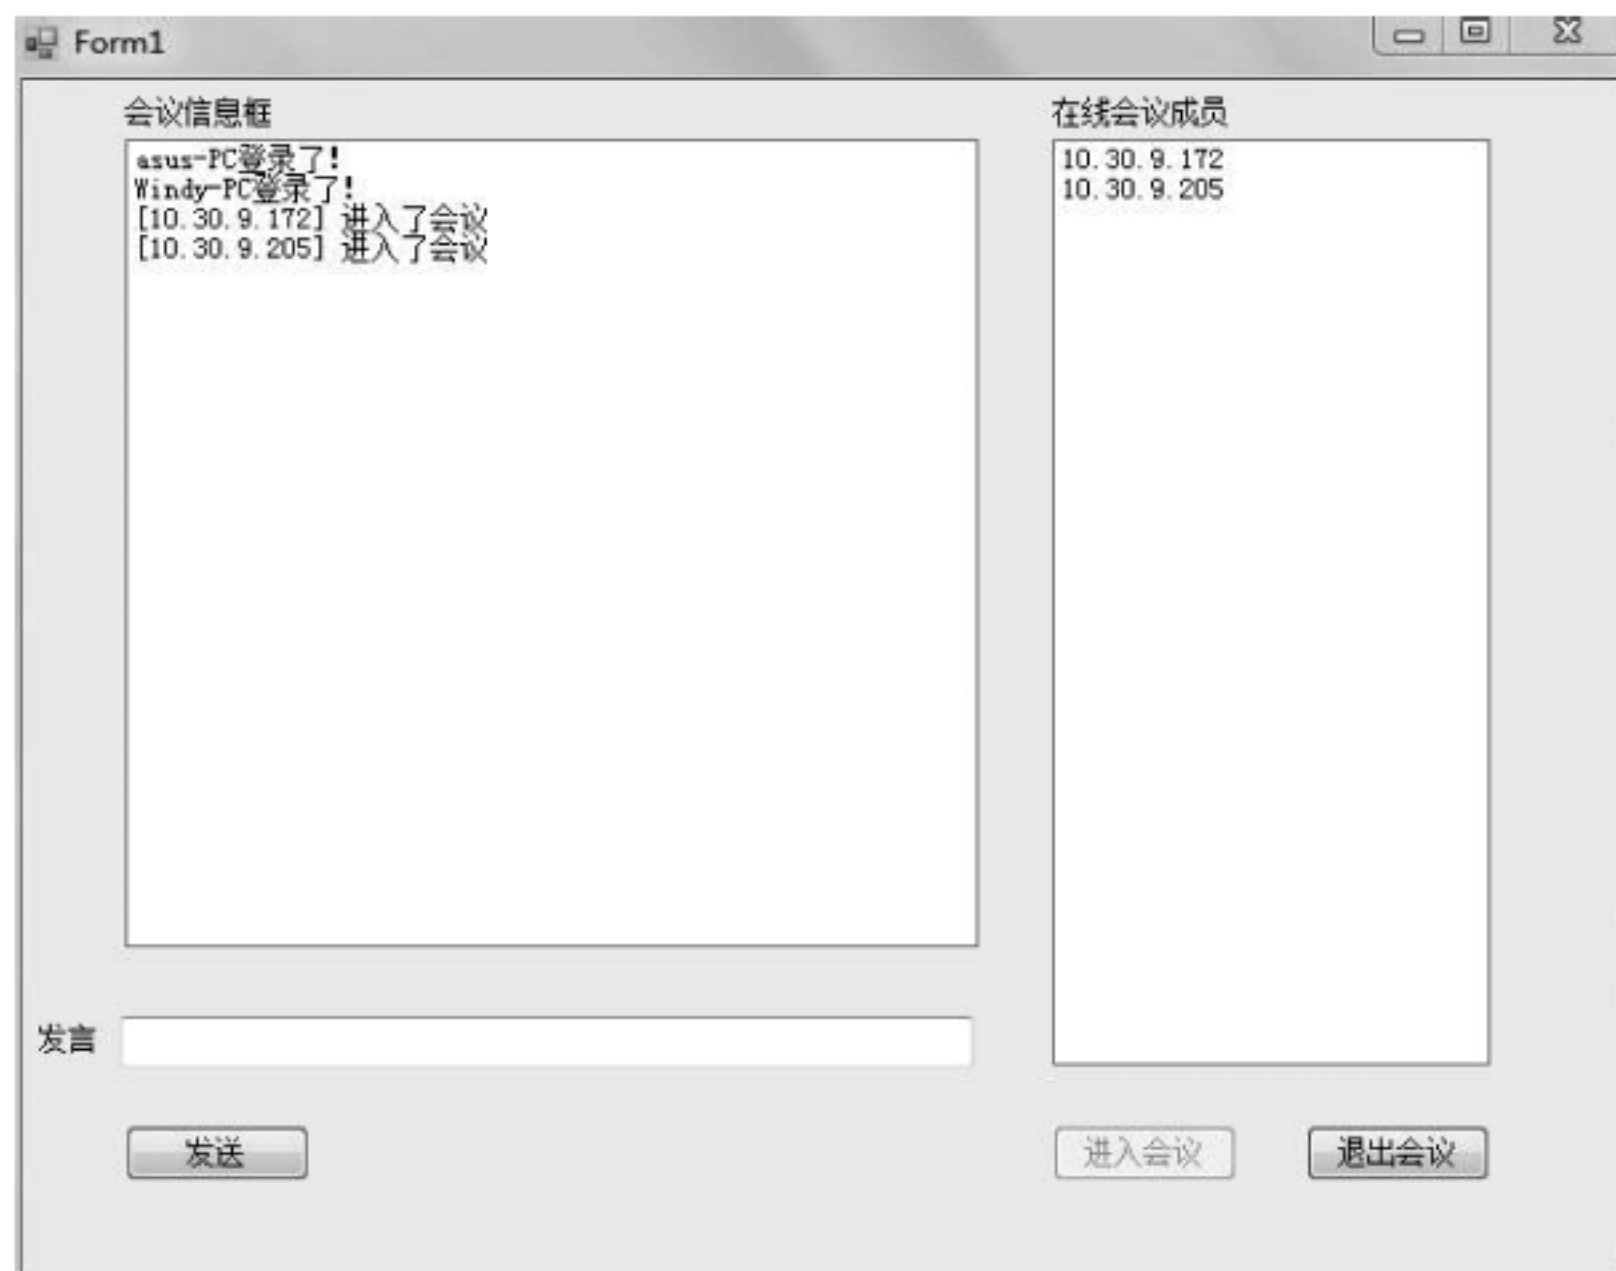 Form1
会议信息框
asus-PC登录了!
Windy-PC登录了!
[10.30.9.172] 进入了会议
[10.30.9.205] 进入了会议
在线会议成员
10.30.9.172
10.30.9.205
发言
发送
进入会议
退出会议